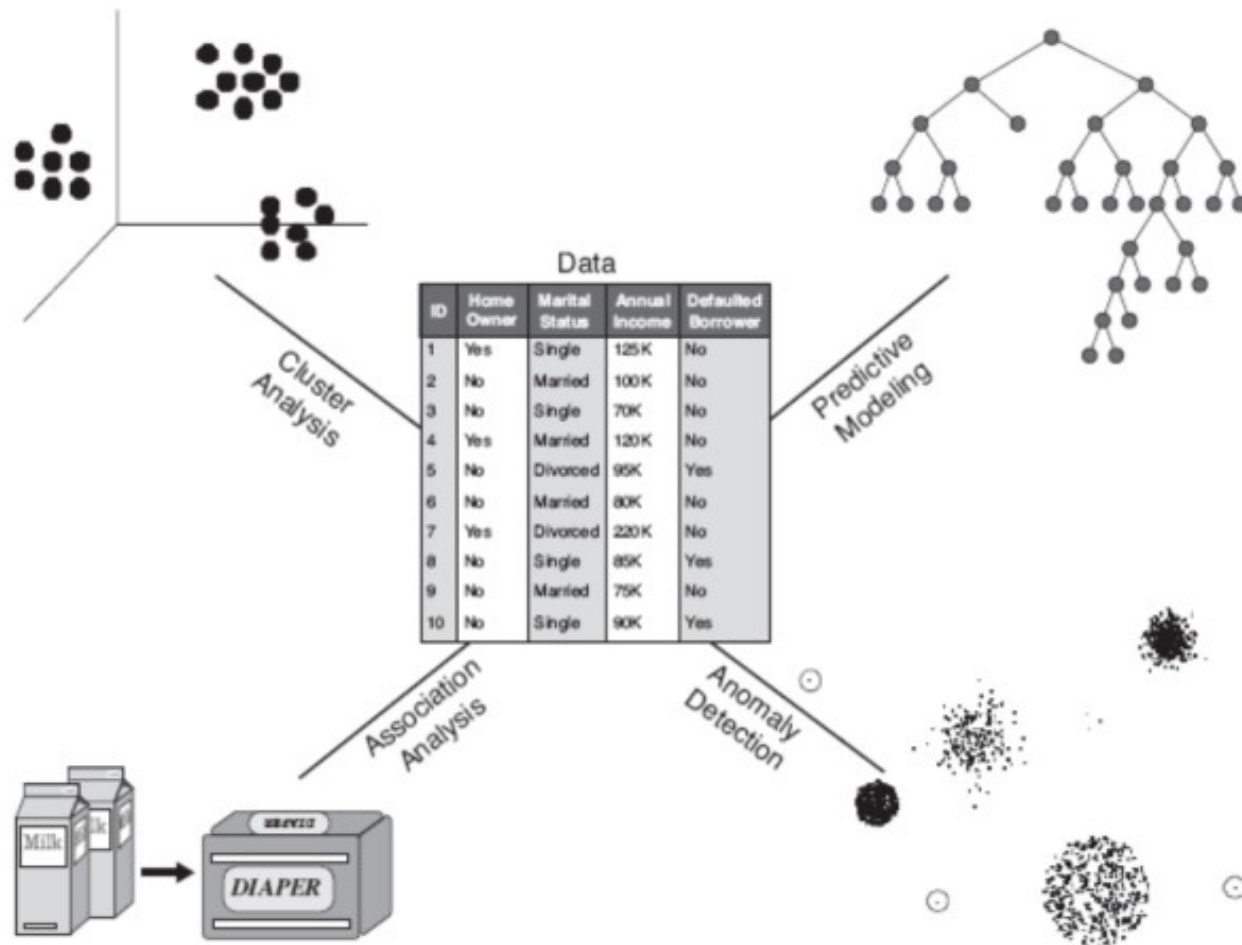 Data
ID Home Owner Marital Status Annual Income Defaulted Borrower
1 Yes Single 125K No
2 No Married 100K No
3 No Single 70K No
4 Yes Married 120K No
5 No Divorced 95K Yes
6 No Married 80K No
7 Yes Divorced 220K No
8 No Single 85K Yes
9 No Married 75K No
10 No Single 90K Yes
Cluster
Analysis
Predictive
Modeling
Association
Analysis
Anomaly
Detection
Milk
lk
DIAPER
DIAPER